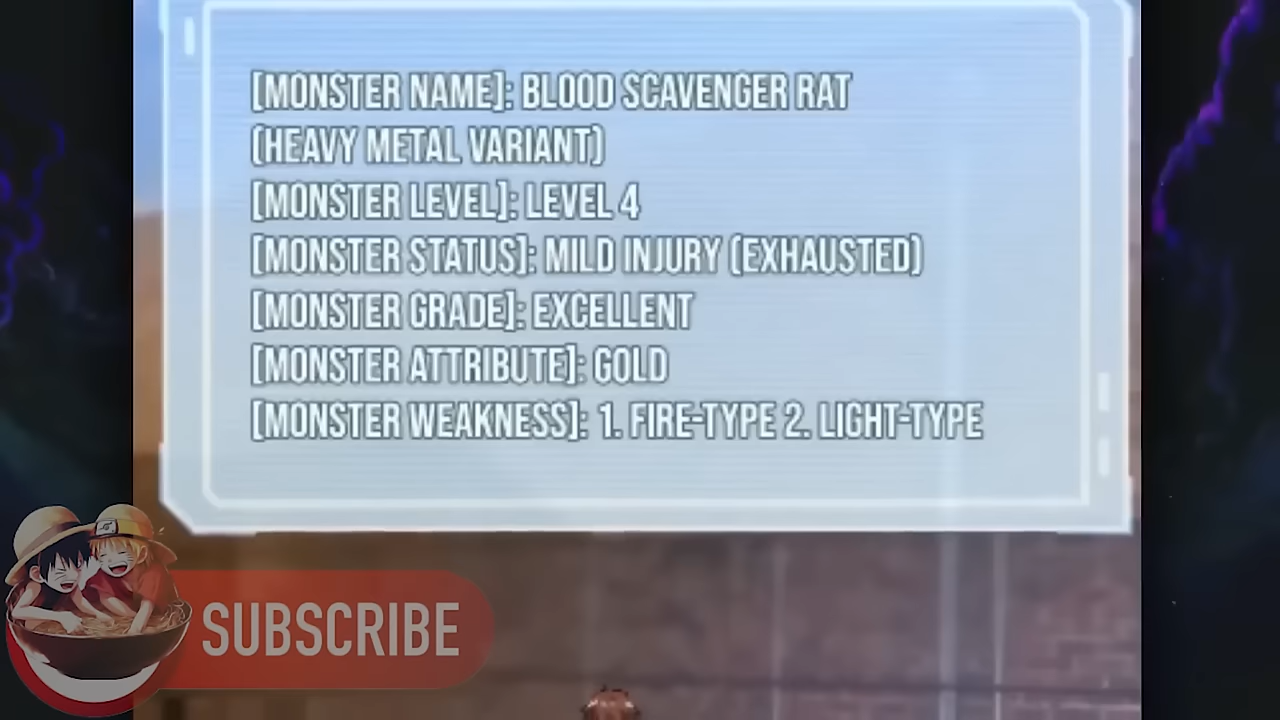 [MONSTER NAME]: BLOOD SCAVENGER RAT
(HEAVY METAL VARIANT)
[MONSTER LEVEL]: LEVEL 4
[MONSTER STATUS]: MILD INJURY (EXHAUSTED)
[MONSTER GRADE]: EXCELLENT
[MONSTER ATTRIBUTE]: GOLD
[MONSTER WEAKNESS]: 1. FIRE-TYPE 2. LIGHT-TYPE
SUBSCRIBE